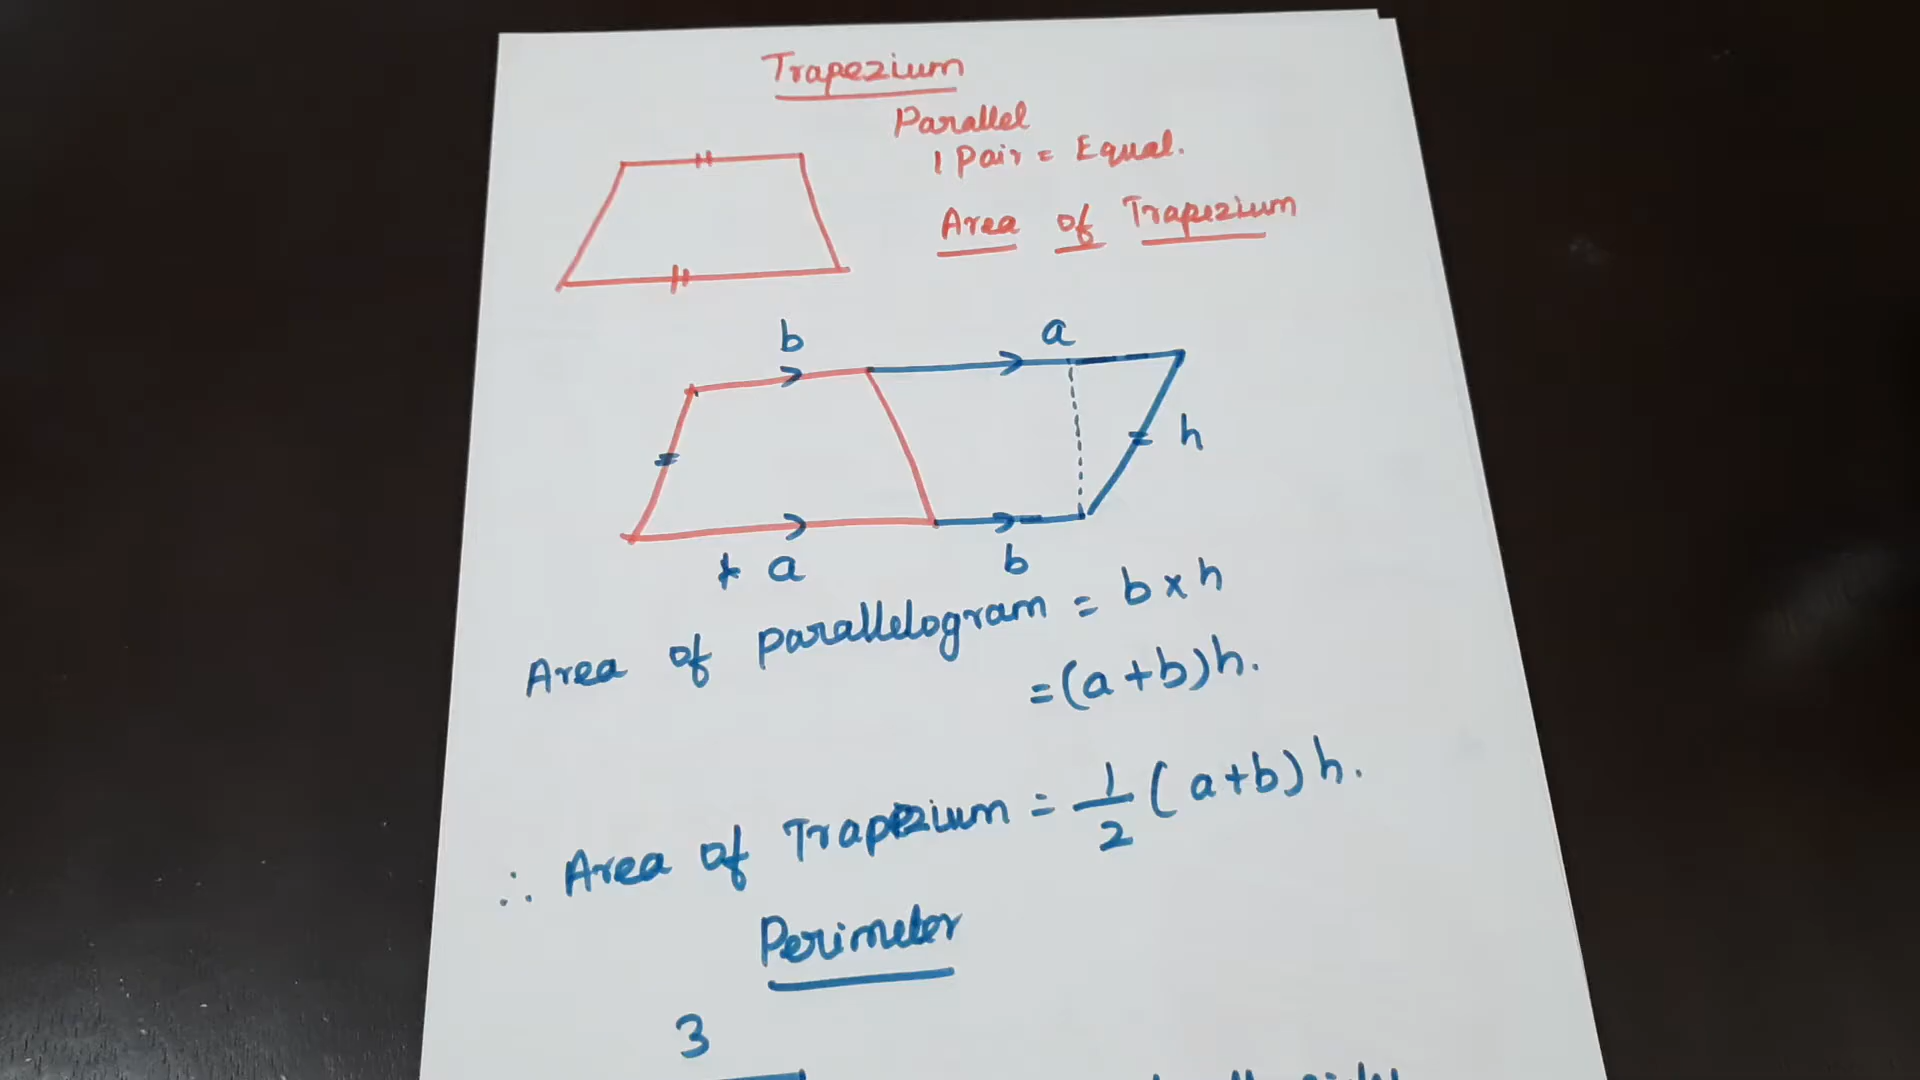 Trapezium
Parallel
1 Pair = Equal.
Area of Trapezium
b
a
h
a
b
Area of parallelogram = b x h
= (a+b)h.
∴ Area of Trapezium = 1/2 (a+b)h.
Perimeter
3